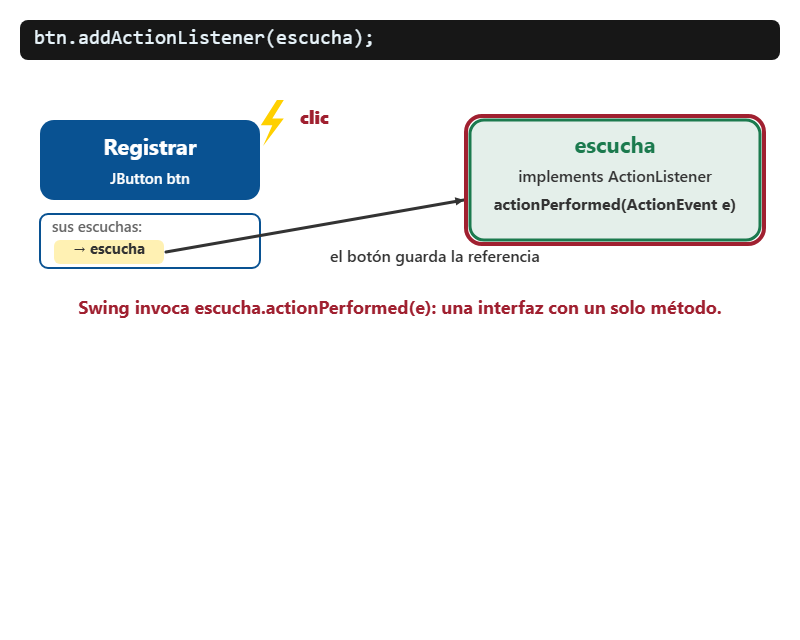 btn.addActionListener(escucha);
clic
Registrar
JButton btn
sus escuchas:
→ escucha
escucha
implements ActionListener
actionPerformed(ActionEvent e)
el botón guarda la referencia
Swing invoca escucha.actionPerformed(e): una interfaz con un solo método.